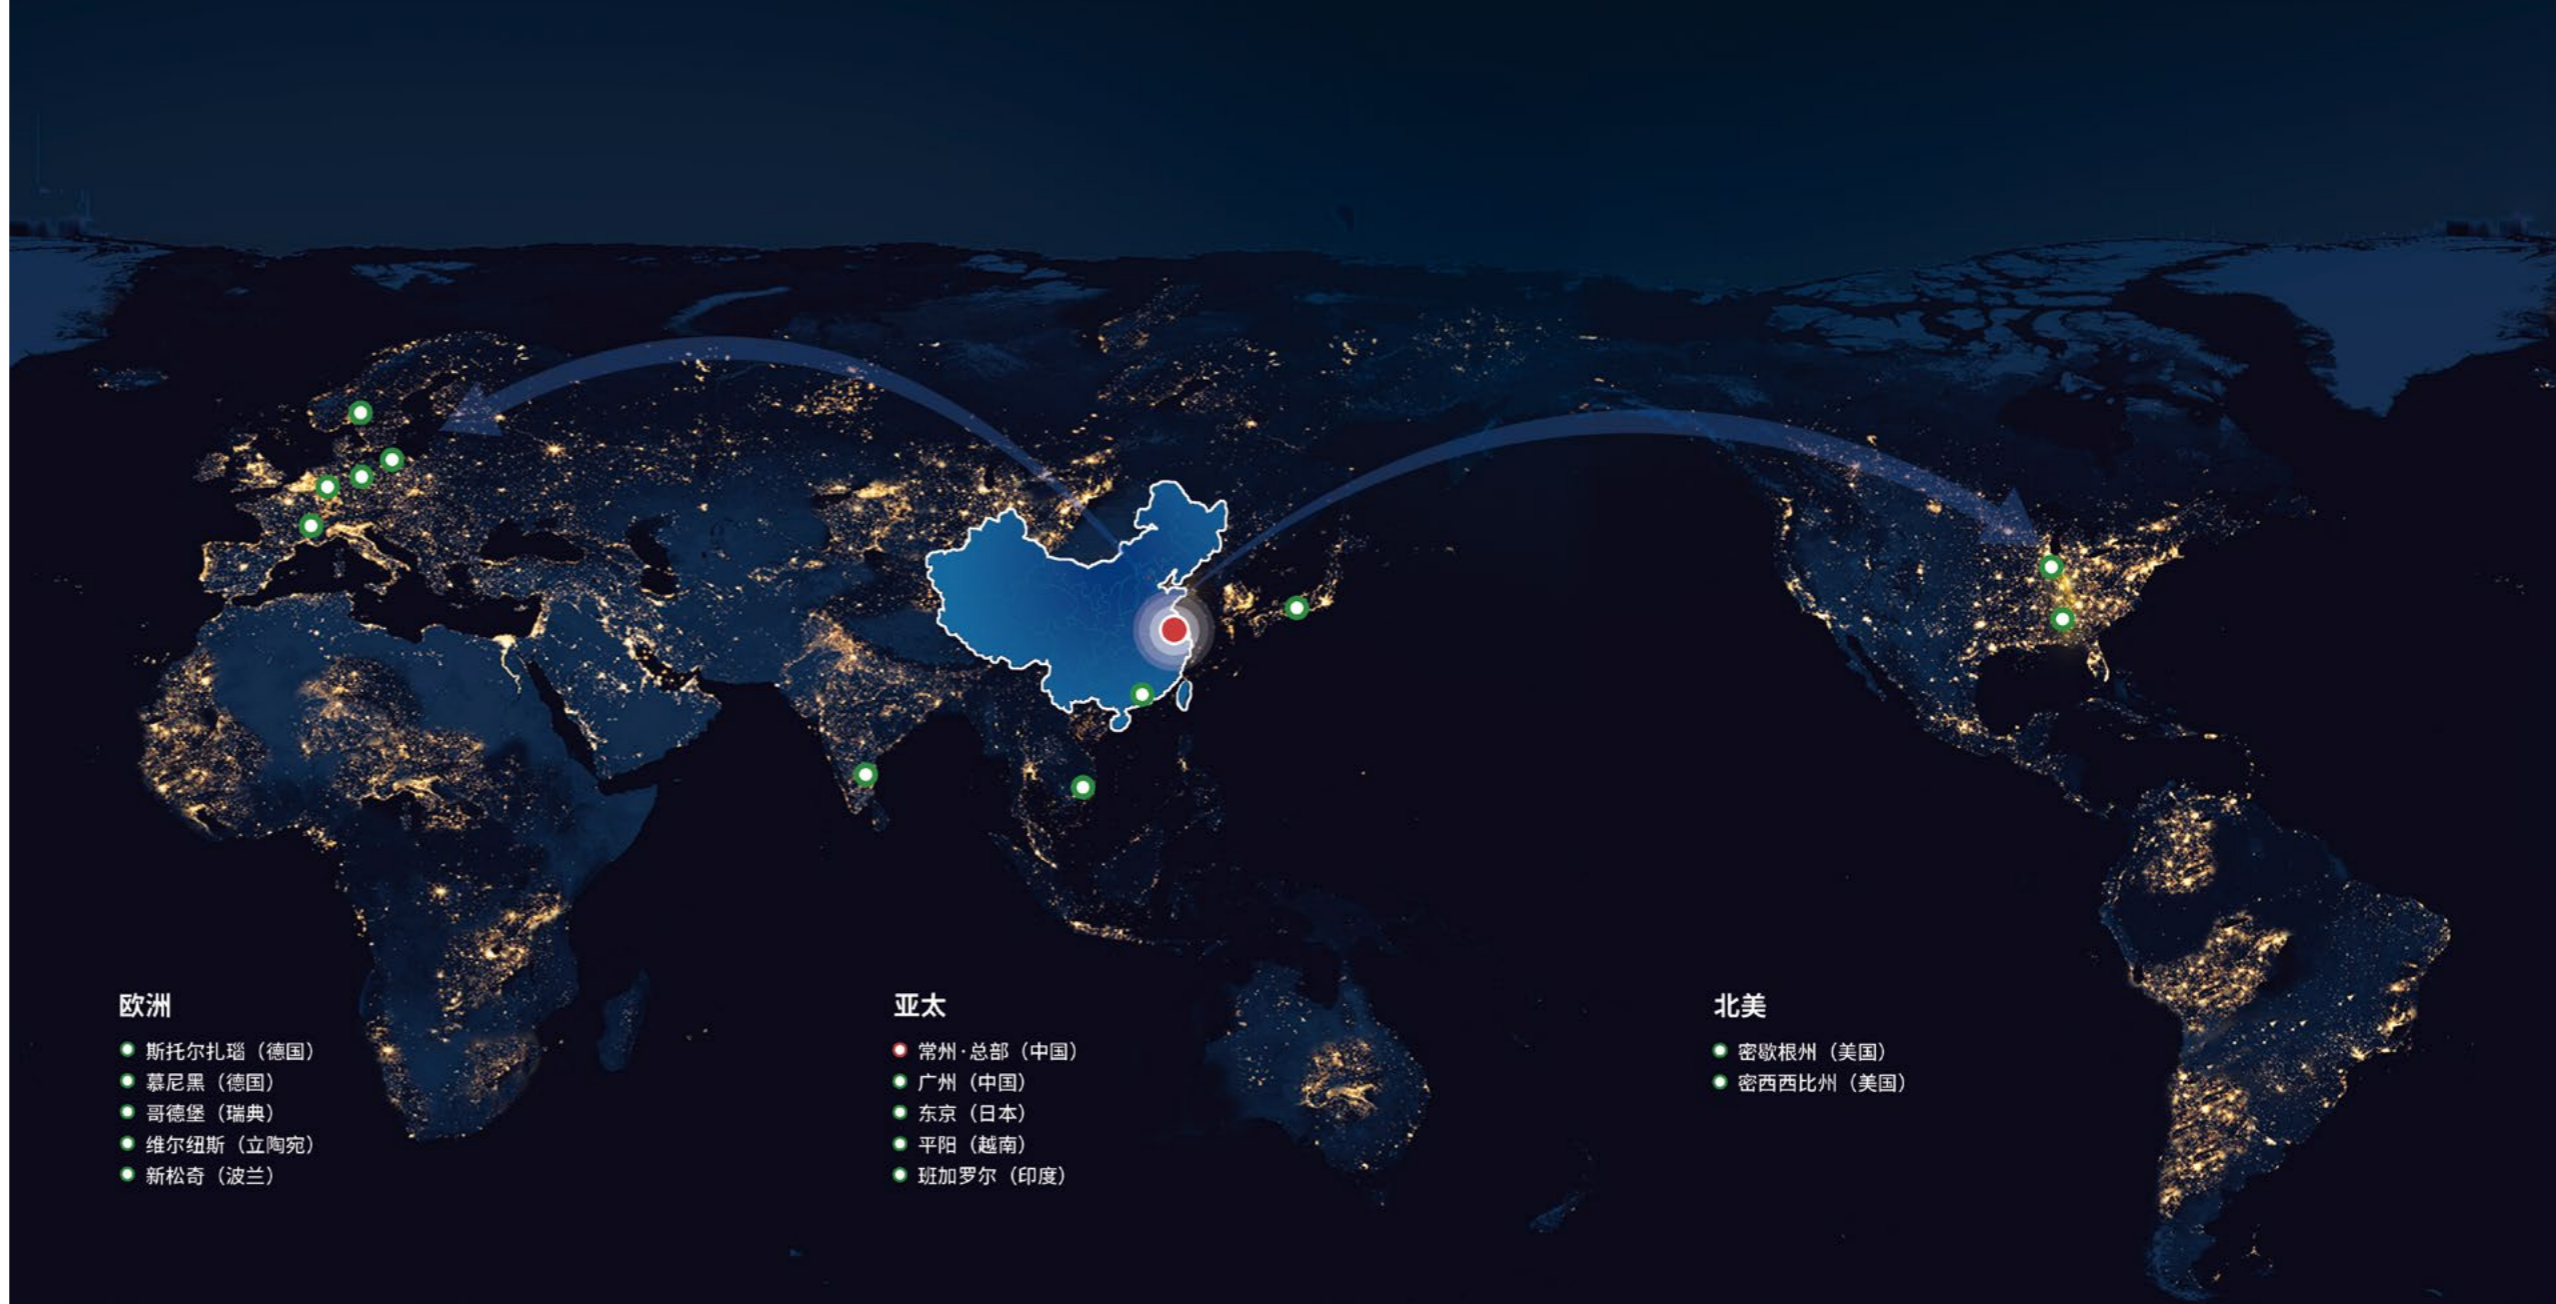 欧洲
斯托尔扎瑙（德国）
慕尼黑（德国）
哥德堡（瑞典）
维尔纽斯（立陶宛）
新松奇（波兰）
亚太
常州·总部（中国）
广州（中国）
东京（日本）
平阳（越南）
班加罗尔（印度）
北美
密歇根州（美国）
密西西比州（美国）